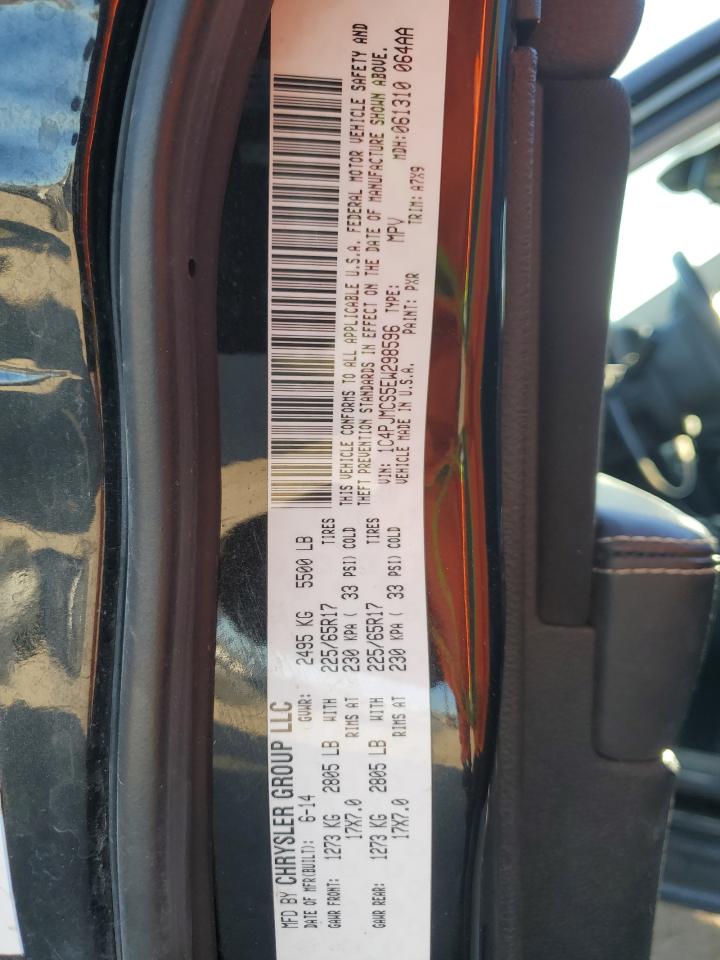 MFD BY CHRYSLER GROUP LLC
DATE OF MFR(BUILT): 6-14 GVWR: 2495 KG 5500 LB
GAWR FRONT: 1273 KG 2805 LB WITH 225/65R17 TIRES
17X7.0 RIMS AT 230 KPA ( 33 PSI) COLD
GAWR REAR: 1273 KG 2805 LB WITH 225/65R17 TIRES
17X7.0 RIMS AT 230 KPA ( 33 PSI) COLD
THIS VEHICLE CONFORMS TO ALL APPLICABLE U.S.A. FEDERAL MOTOR VEHICLE SAFETY AND
THEFT PREVENTION STANDARDS IN EFFECT ON THE DATE OF MANUFACTURE SHOWN ABOVE.
VIN: 1C4PJMCS5EW298596 TYPE: MPV MDH:061310 064AA
VEHICLE MADE IN U.S.A. PAINT: PXR TRIM: A7X9